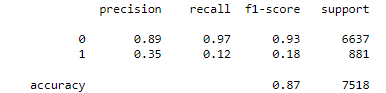 precision recall f1-score support
0 0.89 0.97 0.93 6637
1 0.35 0.12 0.18 881
accuracy 0.87 7518